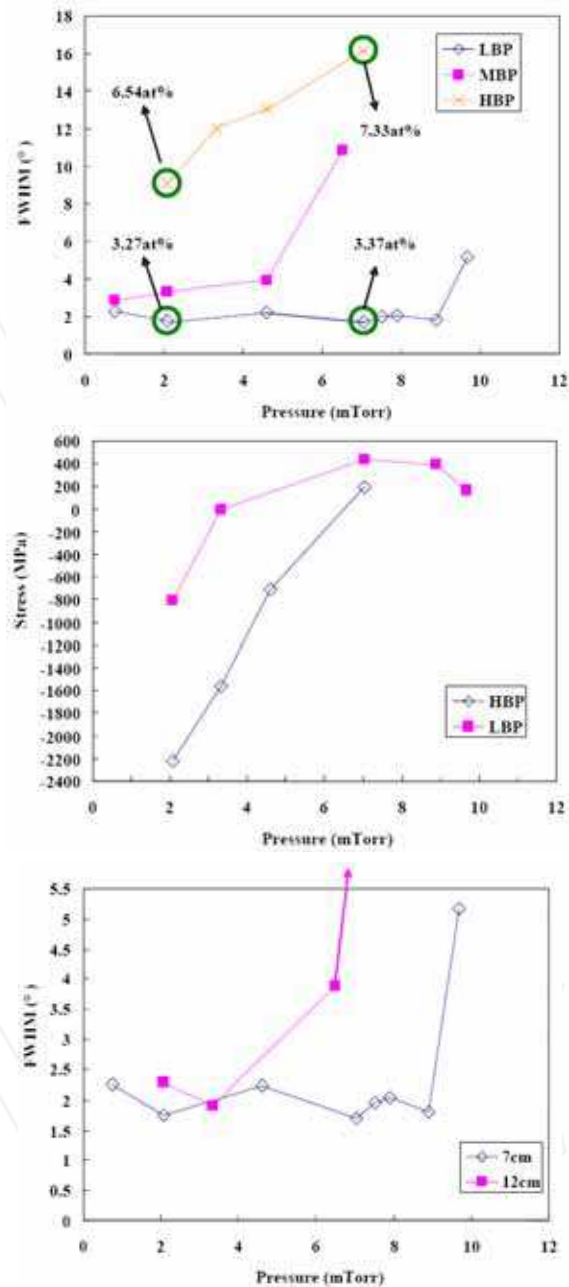 18
16
14
12
10
8
6
4
2
0
FWHM (°)
6.54at%
7.33at%
3.27at%
3.37at%
LBP
MBP
HBP
0 2 4 6 8 10 12
Pressure (mTorr)
600
400
200
0
-200
-400
-600
-800
-1000
-1200
-1400
-1600
-1800
-2000
-2200
-2400
Stress (MPa)
HBP
LBP
0 2 4 6 8 10 12
Pressure (mTorr)
5.5
5
4.5
4
3.5
3
2.5
2
1.5
1
0.5
0
FWHM (°)
7cm
12cm
0 2 4 6 8 10 12
Pressure (mTorr)